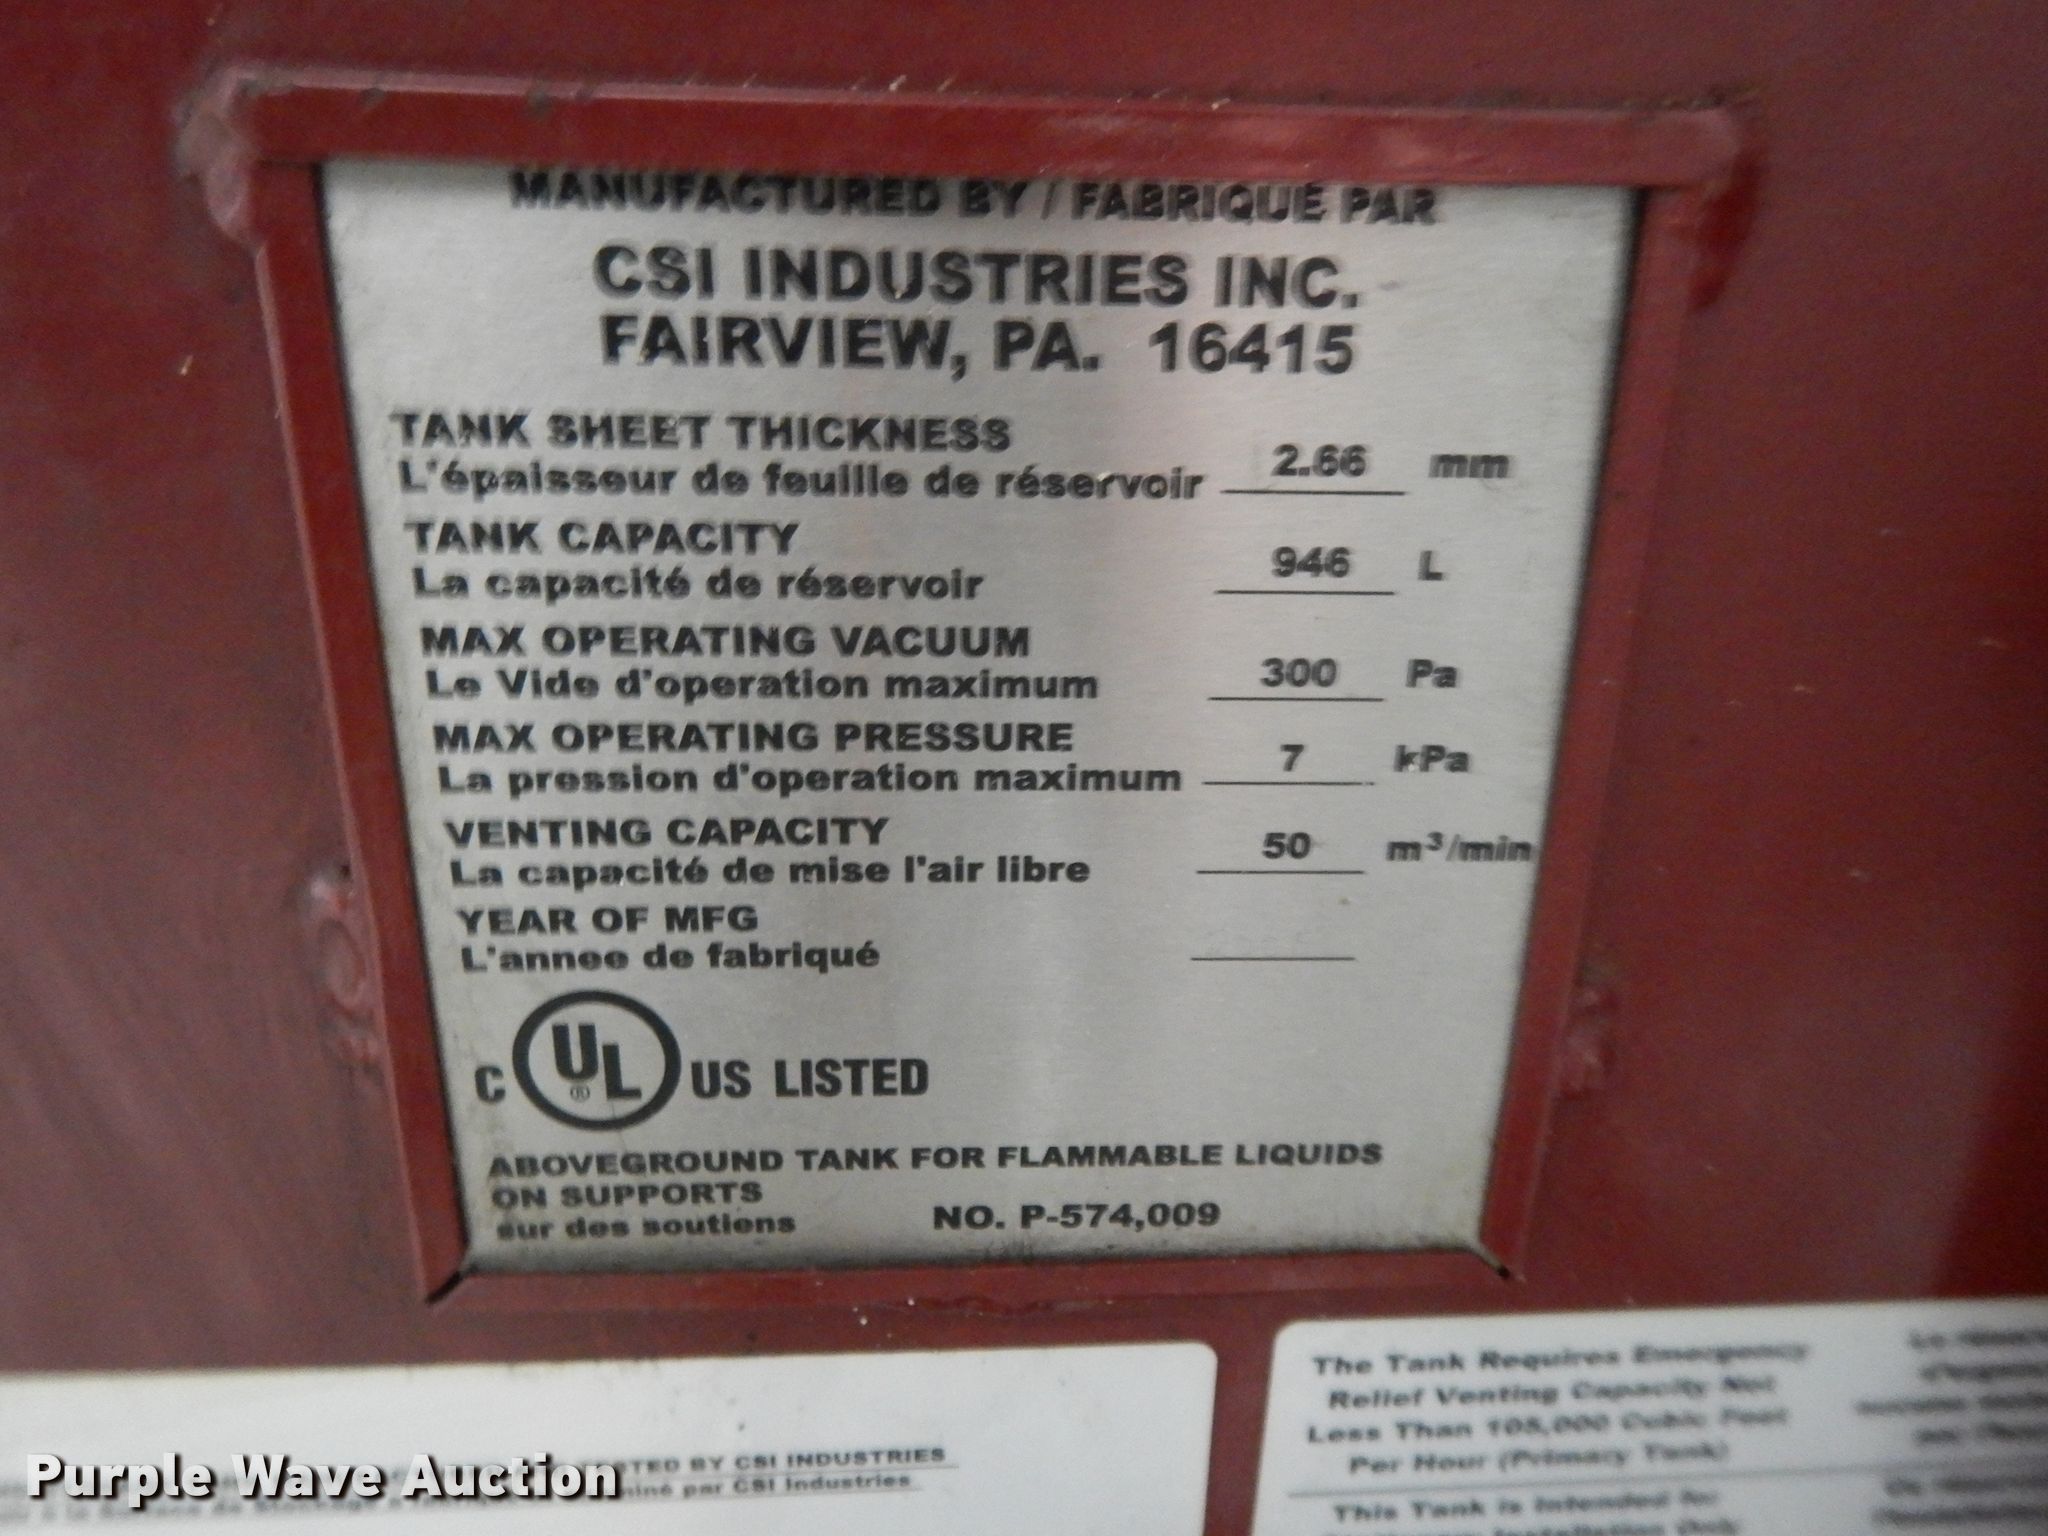 MANUFACTURED BY / FABRIQUÉ PAR
CSI INDUSTRIES INC.
FAIRVIEW, PA. 16415
TANK SHEET THICKNESS
L'épaisseur de feuille de réservoir 2.66 mm
TANK CAPACITY
La capacité de réservoir 946 L
MAX OPERATING VACUUM
Le Vide d'operation maximum 300 Pa
MAX OPERATING PRESSURE
La pression d'operation maximum 7 kPa
VENTING CAPACITY
La capacité de mise l'air libre 50 m³/min
YEAR OF MFG
L'annee de fabriqué
C UL ® US LISTED
ABOVEGROUND TANK FOR FLAMMABLE LIQUIDS
ON SUPPORTS
sur des soutiens NO. P-574,009
BY CSI INDUSTRIES
par CSI Industries
The Tank Requires Emergency
Relief Venting Capacity Not
Less Than 105,000 Cubic Feet
Per Hour (Primary Tank)
This Tank is Intended for
Purple Wave Auction